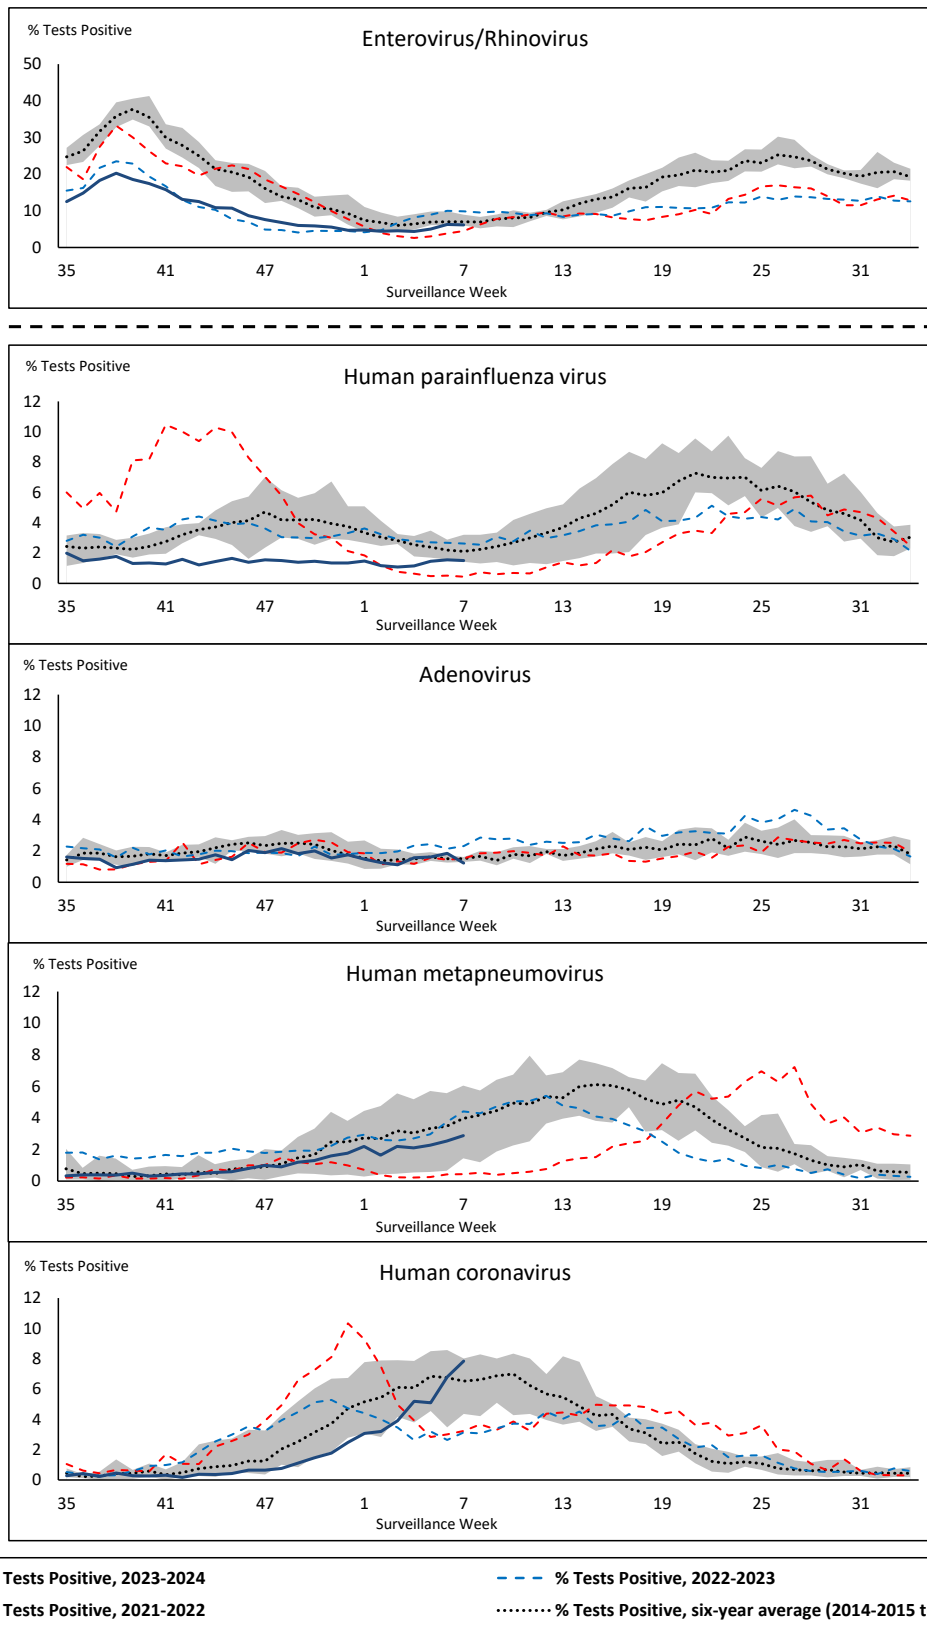 % Tests Positive
Enterovirus/Rhinovirus
50
40
30
20
10
0
35 41 47 1 7 13 19 25 31
Surveillance Week
% Tests Positive
Human parainfluenza virus
12
10
8
6
4
2
0
35 41 47 1 7 13 19 25 31
Surveillance Week
% Tests Positive
Adenovirus
12
10
8
6
4
2
0
35 41 47 1 7 13 19 25 31
Surveillance Week
% Tests Positive
Human metapneumovirus
12
10
8
6
4
2
0
35 41 47 1 7 13 19 25 31
Surveillance Week
% Tests Positive
Human coronavirus
12
10
8
6
4
2
0
35 41 47 1 7 13 19 25 31
Surveillance Week
Tests Positive, 2023-2024 % Tests Positive, 2022-2023
Tests Positive, 2021-2022 % Tests Positive, six-year average (2014-2015 t